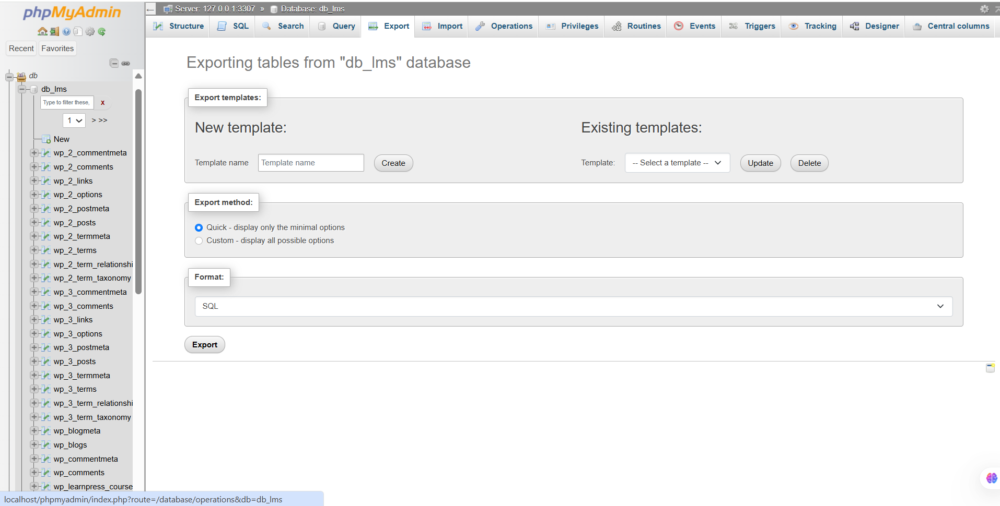 phpMyAdmin
Recent
Favorites
db
db_lms
Type to filter these,
X
1
> >>
New
wp_2_commentmeta
wp_2_comments
wp_2_links
wp_2_options
wp_2_postmeta
wp_2_posts
wp_2_termmeta
wp_2_terms
wp_2_term_relationshi
wp_2_term_taxonomy
wp_3_commentmeta
wp_3_comments
wp_3_links
wp_3_options
wp_3_postmeta
wp_3_posts
wp_3_termmeta
wp_3_terms
wp_3_term_relationshi
wp_3_term_taxonomy
wp_blogmeta
wp_blogs
wp_commentmeta
wp_comments
wp_learnpress_course
localhost/phpmyadmin/index.php?route=/database/operations&db=db_lms
Server: 127.0.0.1:3307 » Database: db_lms
Structure SQL Search Query Export Import Operations Privileges Routines Events Triggers Tracking Designer Central columns
Exporting tables from "db_lms" database
Export templates:
New template:
Template name Template name Create
Existing templates:
Template: -- Select a template -- Update Delete
Export method:
Quick - display only the minimal options
Custom - display all possible options
Format:
SQL
Export